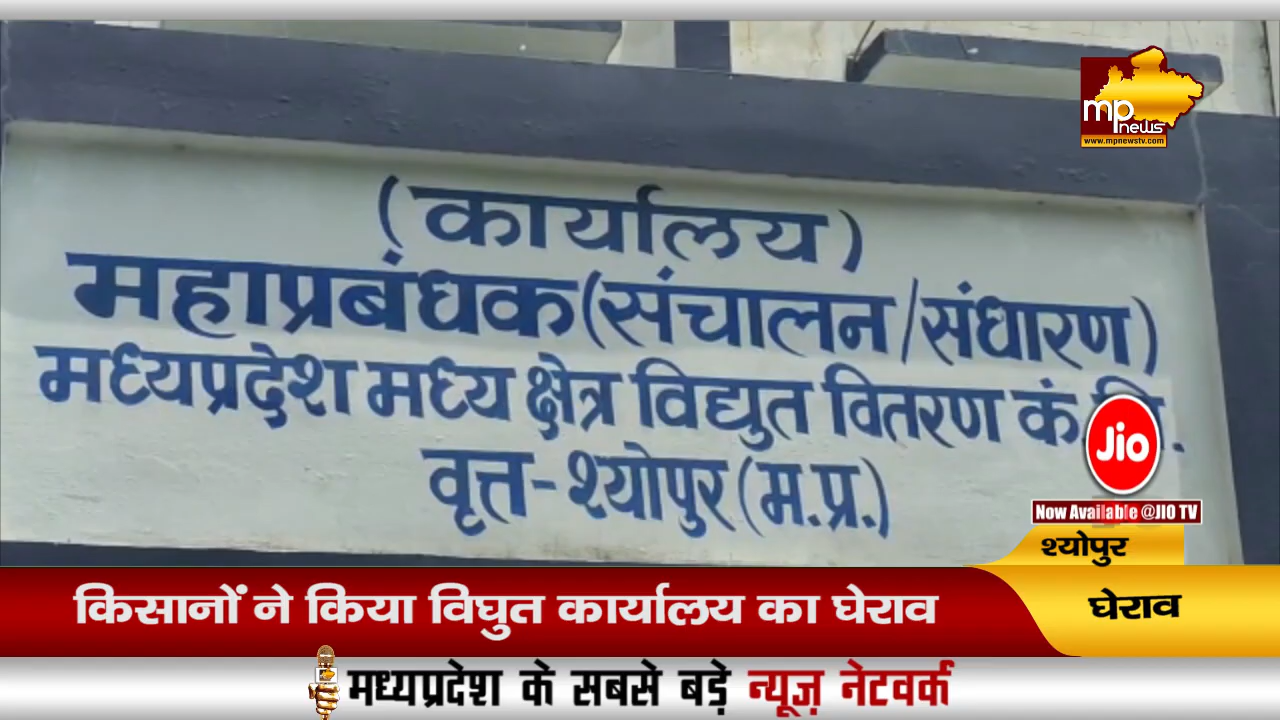 mp
news
www.mpnewstv.com
(कार्यालय)
महाप्रबंधक(संचालन/संधारण)
मध्यप्रदेश मध्य क्षेत्र विद्युत वितरण कं.
वृत्त-श्योपुर(म.प्र.)
Jio
Now Available @JIO TV
श्योपुर
किसानों ने किया विघुत कार्यालय का घेराव
घेराव
मध्यप्रदेश के सबसे बड़े न्यूज़ नेटवर्क